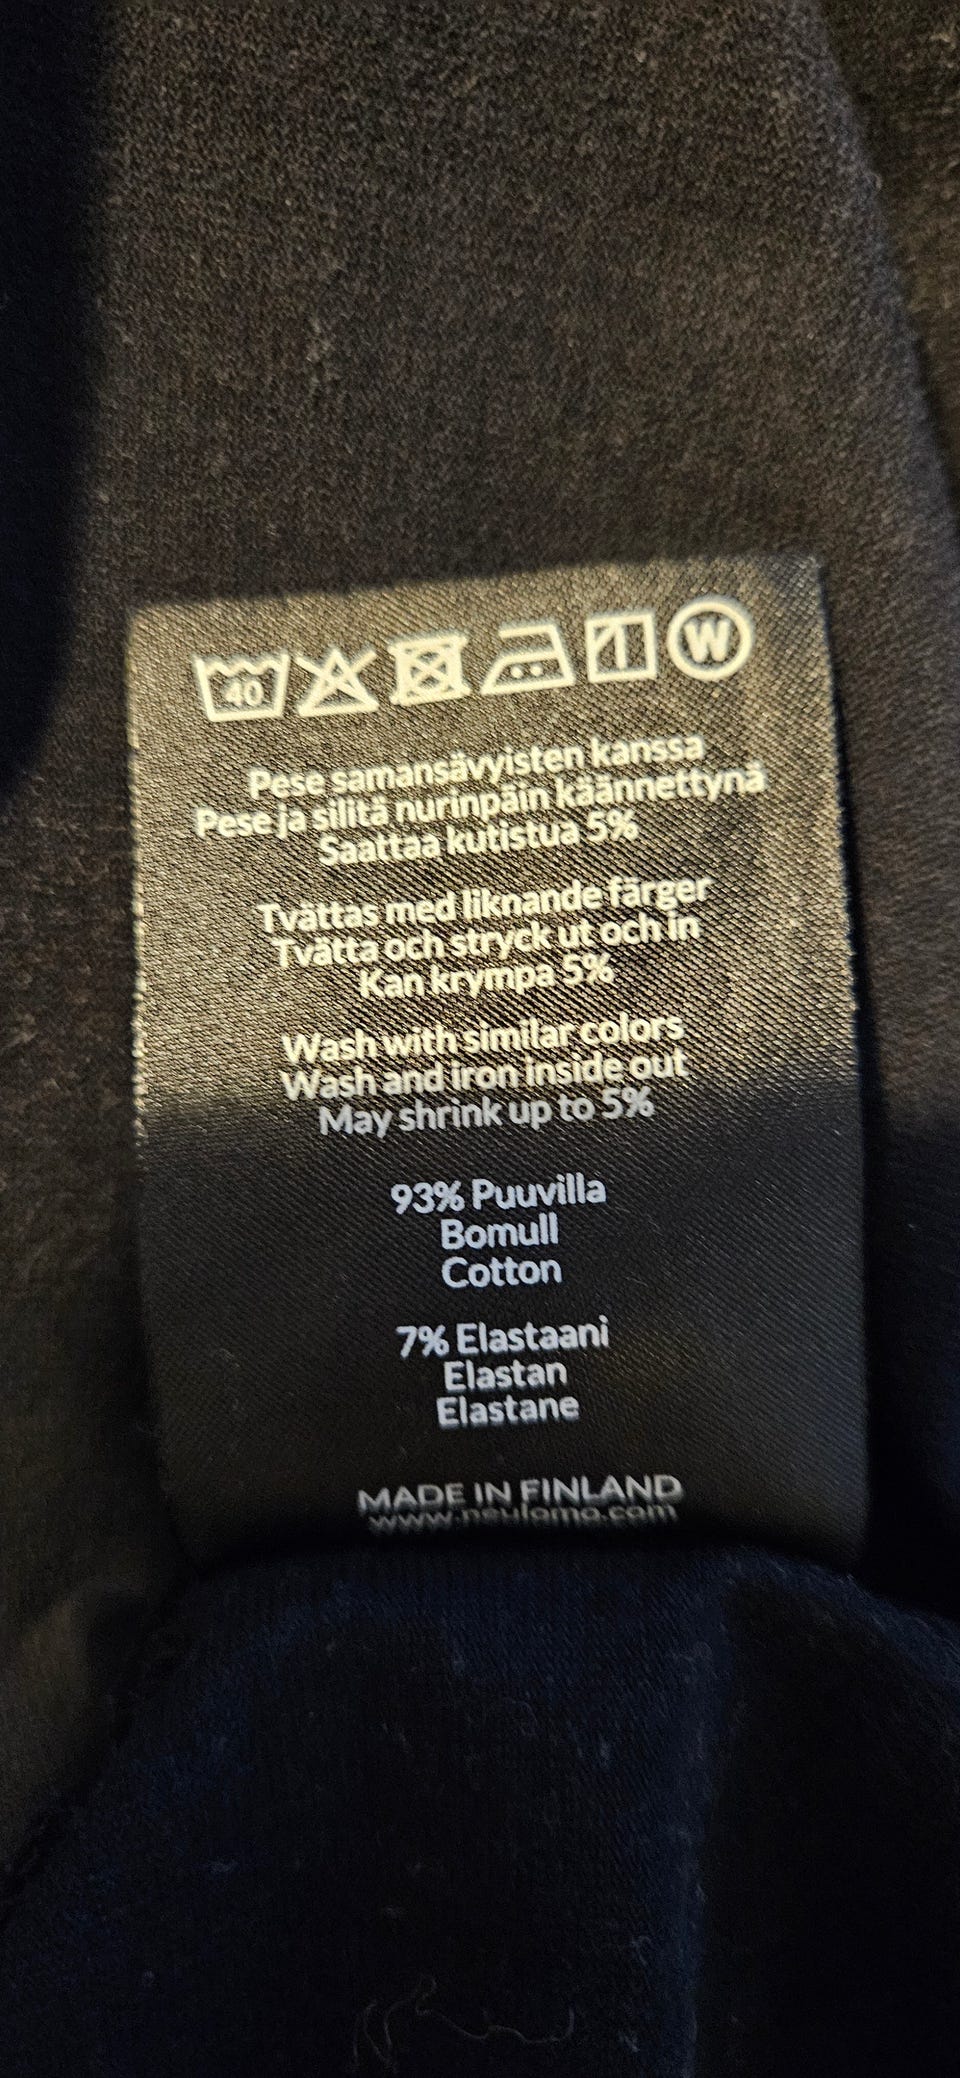 40
W
Pese samansävyisten kanssa
Pese ja silitä nurinpäin käännettynä
Saattaa kutistua 5%
Tvättas med liknande färger
Tvätta och stryck ut och in
Kan krympa 5%
Wash with similar colors
Wash and iron inside out
May shrink up to 5%
93% Puuvilla
Bomull
Cotton
7% Elastaani
Elastan
Elastane
MADE IN FINLAND